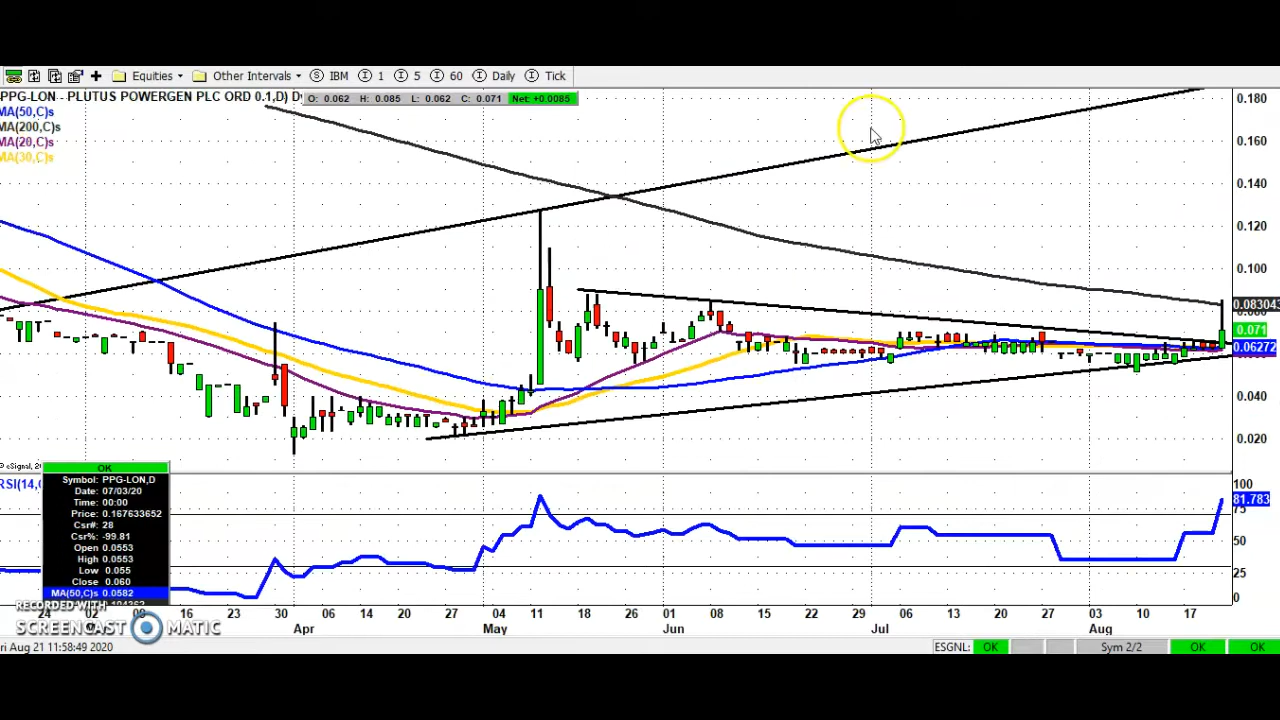 Equities Other Intervals S IBM I 1 I 5 I 60 I Daily I Tick
PPG-LON - PLUTUS POWERGEN PLC ORD 0.1,D)
O: 0.062 H: 0.085 L: 0.062 C: 0.071 Net: +0.0085
MA(50,C)s
MA(200,C)s
MA(20,C)s
MA(30,C)s
0.180
0.160
0.140
0.120
0.100
0.08304
0.071
0.06272
0.040
0.020
© eSignal, 2
OK
RSI(14,
Symbol: PPG-LON,D
Date: 07/03/20
Time: 00:00
Price: 0.167633652
Csr#: 28
Csr%: -99.81
Open 0.0553
High 0.0553
Low 0.055
Close 0.060
MA(50,C)s 0.0582
100
81.783
75
50
25
0
24 02 09 16 23 30 06 14 20 27 04 11 18 26 01 08 15 22 29 06 13 20 27 03 10 17
Apr May Jun Jul Aug
RECORDED WITH
SCREENCAST MATIC
ri Aug 21 11:58:49 2020 ESGNL: OK Sym 2/2 OK OK